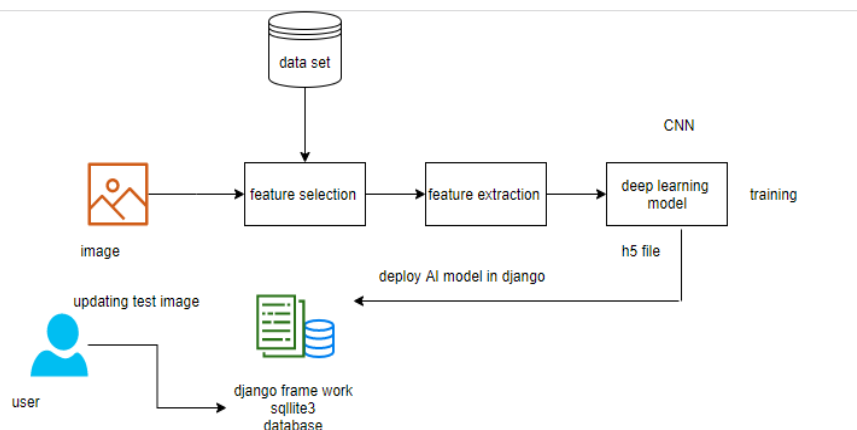 data set
CNN
feature selection
feature extraction
deep learning
model
training
image
h5 file
deploy AI model in django
updating test image
user
django frame work
sqllite3
database